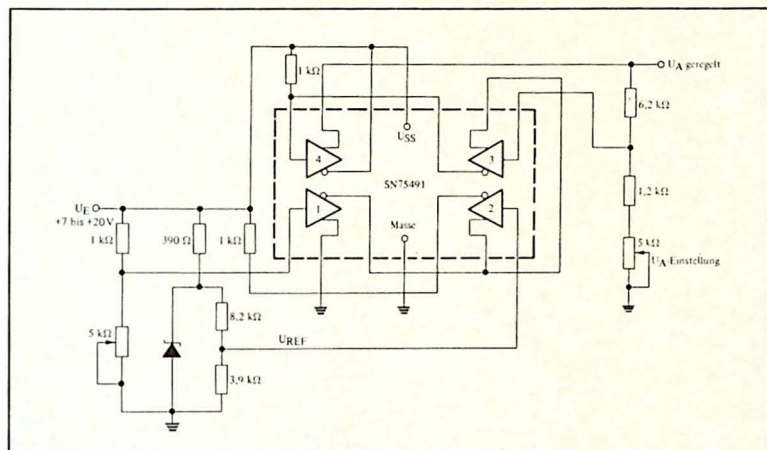 1 kΩ
U_A geregelt
6,2 kΩ
U_SS
4
3
SN75491
U_E
+7 bis +20 V
1
2
Masse
1,2 kΩ
1 kΩ
390 Ω
1 kΩ
5 kΩ
U_A-Einstellung
8,2 kΩ
5 kΩ
U_REF
3,9 kΩ